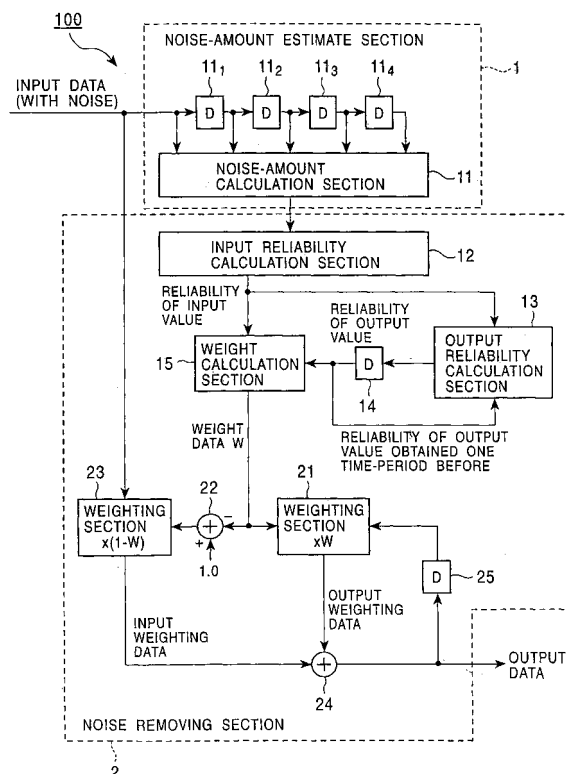 100
NOISE-AMOUNT ESTIMATE SECTION
1
INPUT DATA
(WITH NOISE)
11₁
11₂
11₃
11₄
D
D
D
D
NOISE-AMOUNT
CALCULATION SECTION
11
INPUT RELIABILITY
CALCULATION SECTION
12
RELIABILITY
OF INPUT
VALUE
RELIABILITY
OF OUTPUT
VALUE
13
15
WEIGHT
CALCULATION
SECTION
D
14
OUTPUT
RELIABILITY
CALCULATION
SECTION
WEIGHT
DATA W
RELIABILITY OF OUTPUT
VALUE OBTAINED ONE
TIME-PERIOD BEFORE
23
WEIGHTING
SECTION
x(1-W)
22
+
−
+
1.0
21
WEIGHTING
SECTION
xW
D
25
INPUT
WEIGHTING
DATA
OUTPUT
WEIGHTING
DATA
+
24
OUTPUT
DATA
NOISE REMOVING SECTION
2